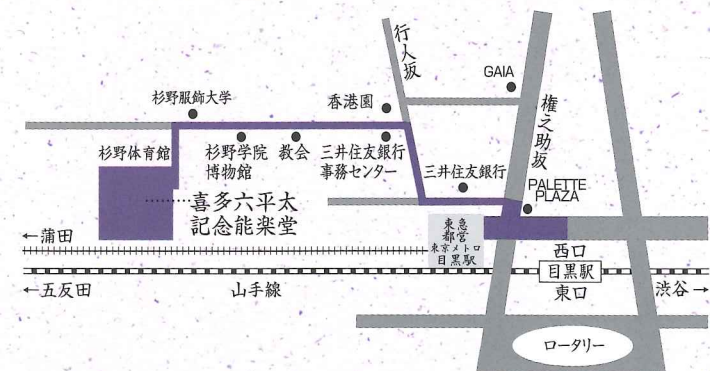 行人坂
GAIA
権之助坂
杉野服飾大学
香港園
杉野体育館
杉野学院
博物館
教会
三井住友銀行
事務センター
三井住友銀行
PALETTE
PLAZA
喜多六平太
記念能楽堂
東急
都営
東京メトロ
目黒駅
←蒲田
西口
目黒駅
東口
←五反田
山手線
渋谷→
ロータリー